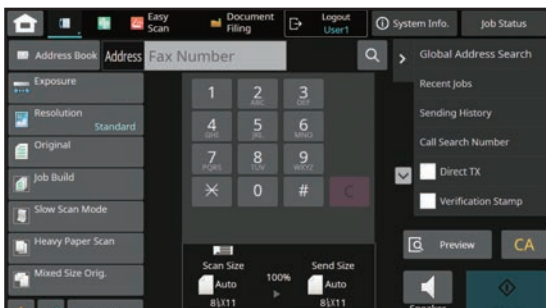 Easy
Scan
Document
Filing
Logout
User1
System Info.
Job Status
Address Book
Address
Fax Number
Global Address Search
Exposure
Recent Jobs
Resolution
Standard
Sending History
Original
Call Search Number
Job Build
Direct TX
Slow Scan Mode
Verification Stamp
Heavy Paper Scan
Mixed Size Orig.
1
2 ABC
3 DEF
4 GHI
5 JKL
6 MNO
7 PQRS
8 TUV
9 WXYZ
0
#
C
Preview
CA
Scan Size
Send Size
Auto
100%
Auto
8½X11
8½X11
Speaker